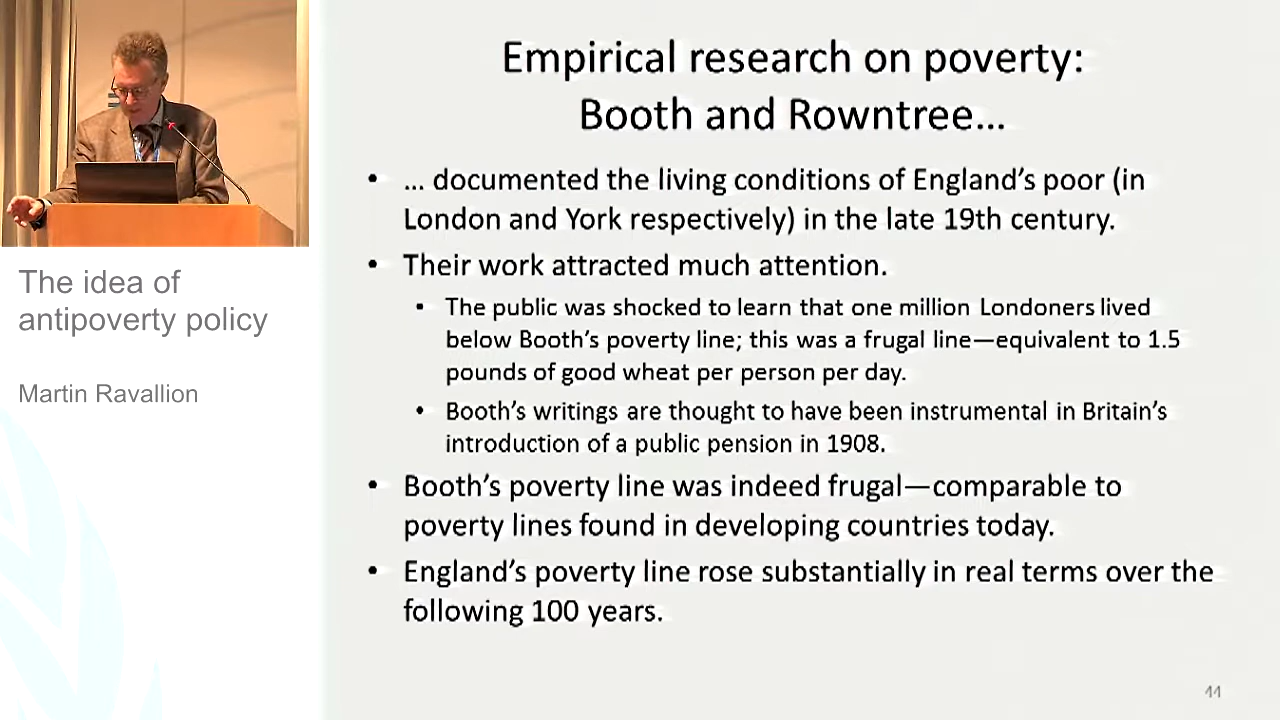 Empirical research on poverty:
Booth and Rowntree...
• ... documented the living conditions of England's poor (in
London and York respectively) in the late 19th century.
• Their work attracted much attention.
• The public was shocked to learn that one million Londoners lived
below Booth's poverty line; this was a frugal line—equivalent to 1.5
pounds of good wheat per person per day.
• Booth's writings are thought to have been instrumental in Britain's
introduction of a public pension in 1908.
• Booth's poverty line was indeed frugal—comparable to
poverty lines found in developing countries today.
• England's poverty line rose substantially in real terms over the
following 100 years.
The idea of
antipoverty policy
Martin Ravallion